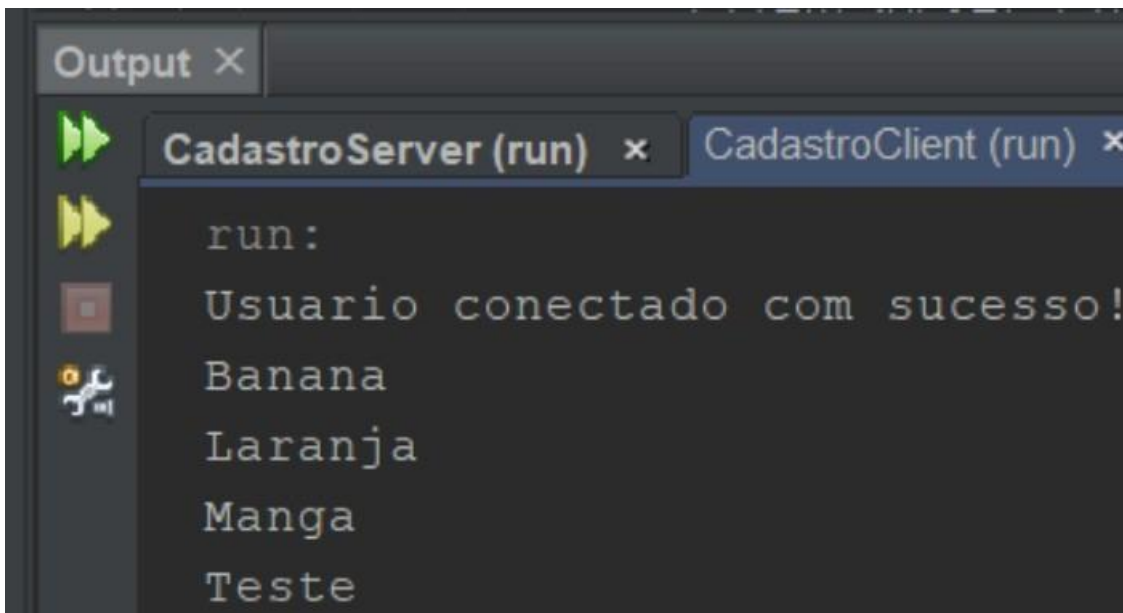 Output
CadastroServer (run) CadastroClient (run)
run:
Usuario conectado com sucesso!
Banana
Laranja
Manga
Teste